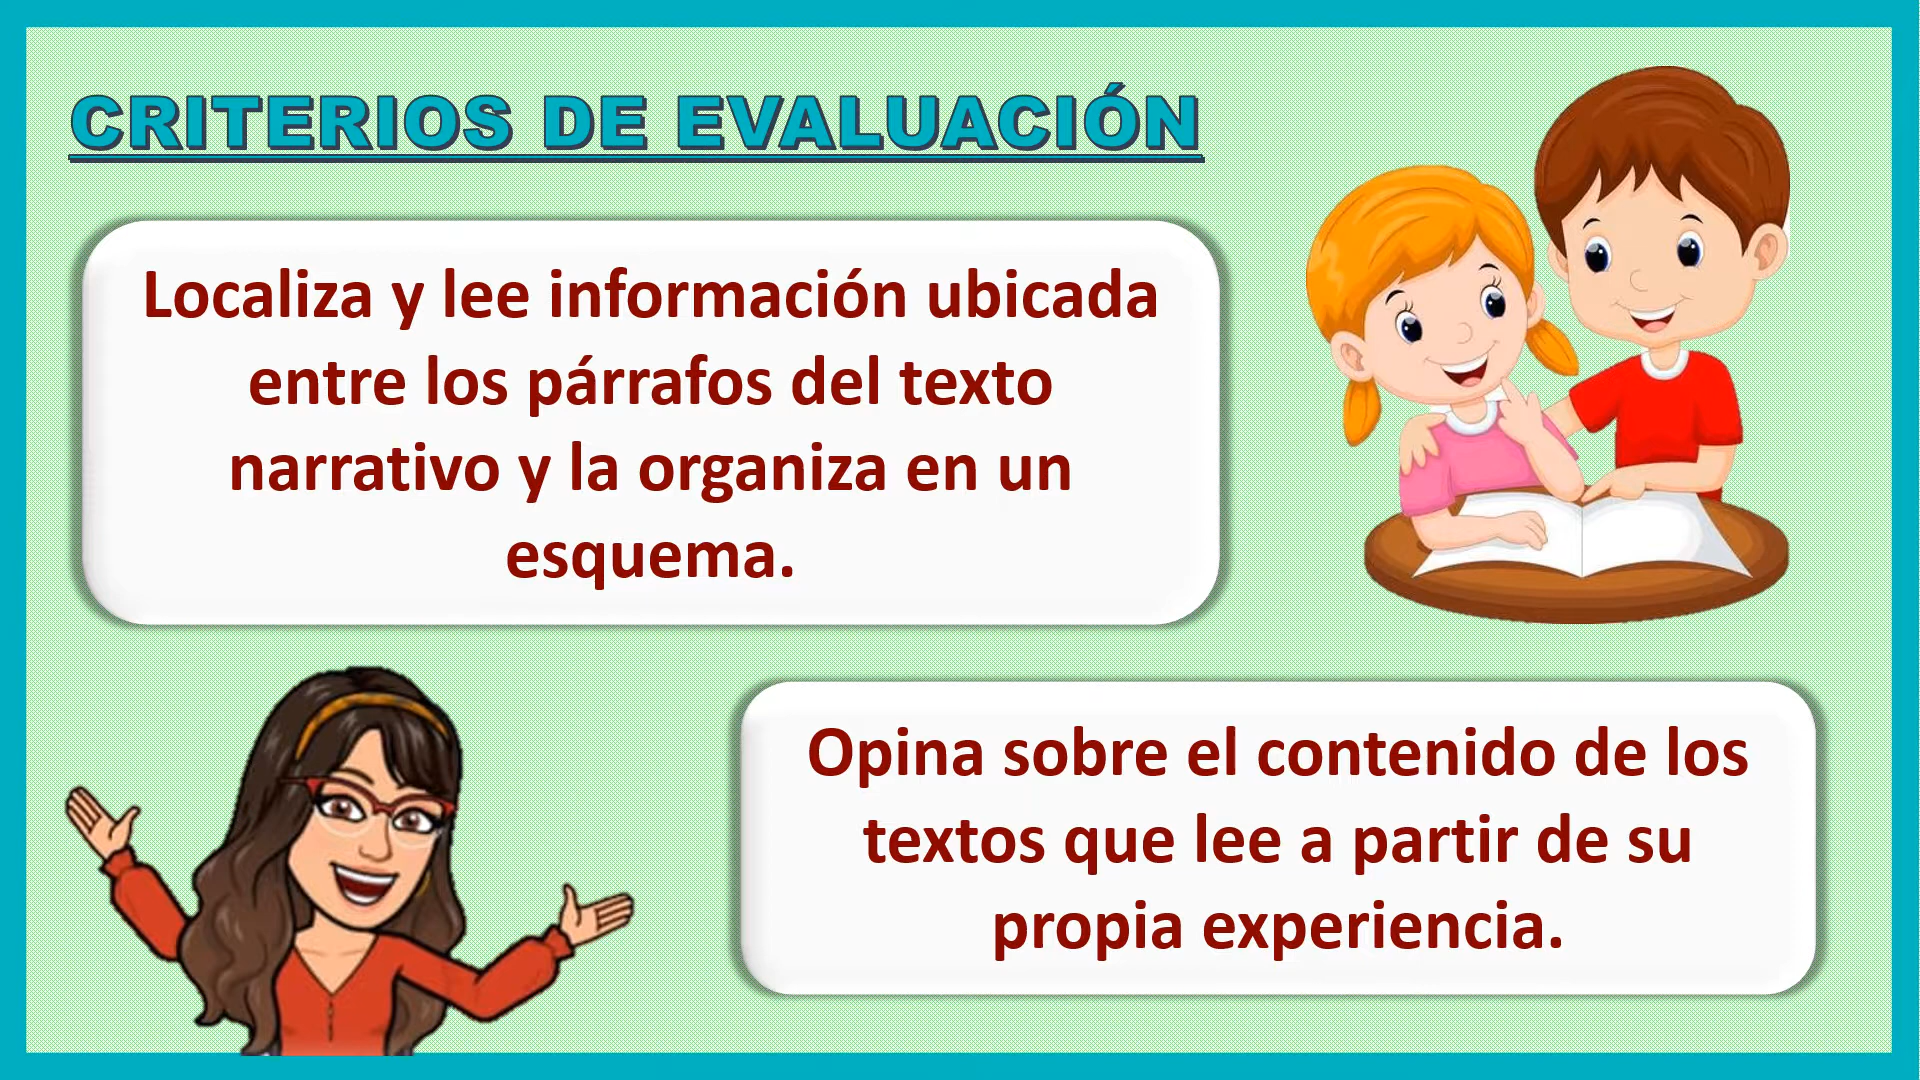 CRITERIOS DE EVALUACIÓN
Localiza y lee información ubicada
entre los párrafos del texto
narrativo y la organiza en un
esquema.
Opina sobre el contenido de los
textos que lee a partir de su
propia experiencia.